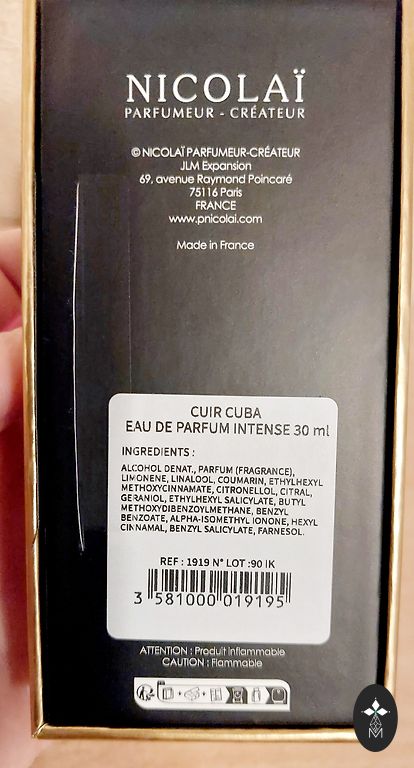 NICOLAÏ
PARFUMEUR - CRÉATEUR
© NICOLAÏ PARFUMEUR-CRÉATEUR
JLM Expansion
69, avenue Raymond Poincaré
75116 Paris
FRANCE
www.pnicolai.com
Made in France
CUIR CUBA
EAU DE PARFUM INTENSE 30 ml
INGREDIENTS :
ALCOHOL DENAT., PARFUM (FRAGRANCE),
LIMONENE, LINALOOL, COUMARIN, ETHYLHEXYL
METHOXYCINNAMATE, CITRONELLOL, CITRAL,
GERANIOL, ETHYLHEXYL SALICYLATE, BUTYL
METHOXYDIBENZOYLMETHANE, BENZYL
BENZOATE, ALPHA-ISOMETHYL IONONE, HEXYL
CINNAMAL, BENZYL SALICYLATE, FARNESOL.
REF : 1919 N° LOT :90 IK
3 581000 019195
ATTENTION : Produit inflammable
CAUTION : Flammable
M